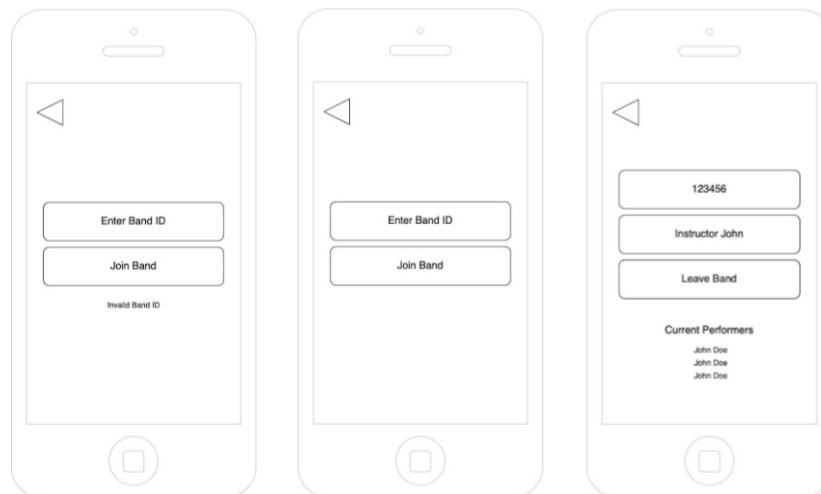 Enter Band ID
Join Band
Invalid Band ID
Enter Band ID
Join Band
123456
Instructor John
Leave Band
Current Performers
John Doe
John Doe
John Doe